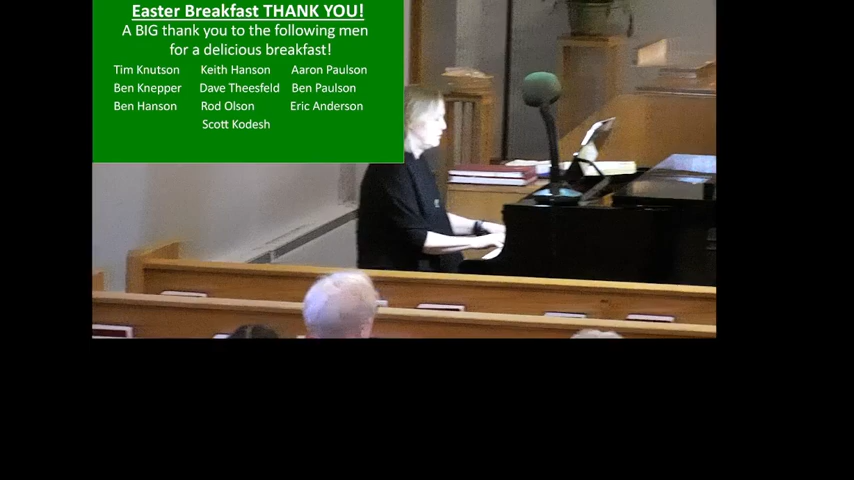 Easter Breakfast THANK YOU!
A BIG thank you to the following men
for a delicious breakfast!
Tim Knutson Keith Hanson Aaron Paulson
Ben Knepper Dave Theesfeld Ben Paulson
Ben Hanson Rod Olson Eric Anderson
Scott Kodesh